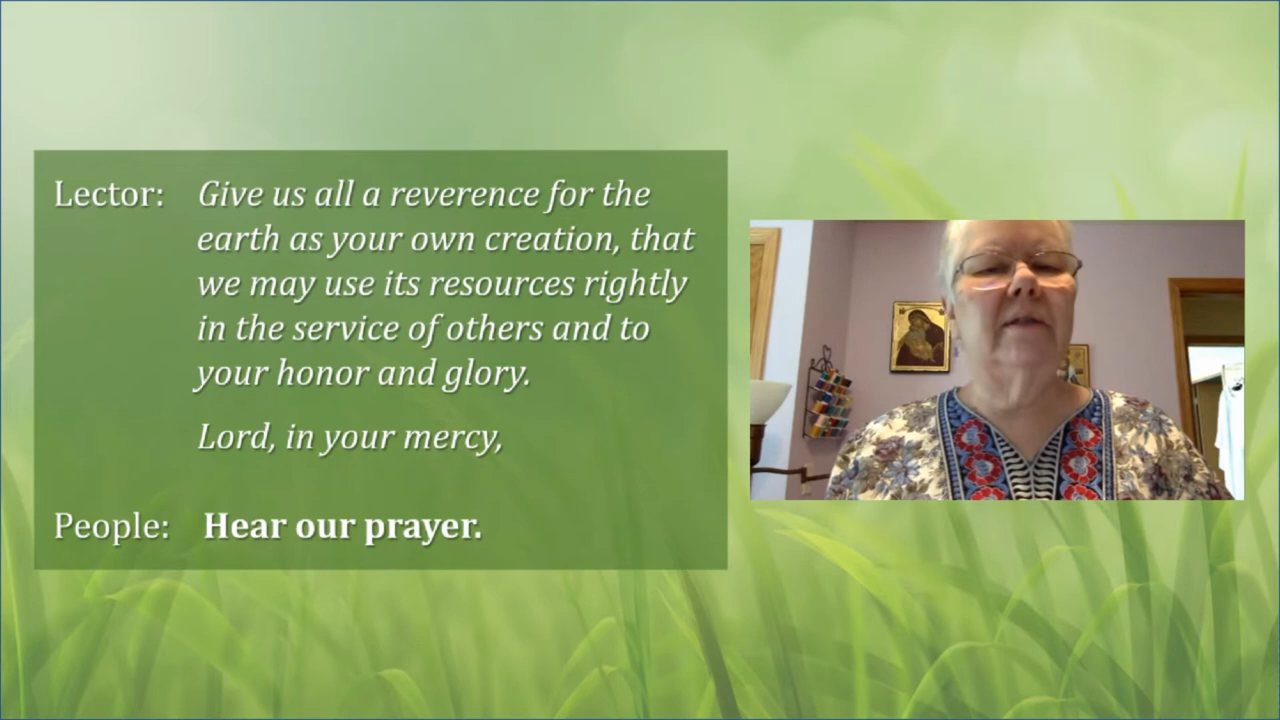 Lector: Give us all a reverence for the
earth as your own creation, that
we may use its resources rightly
in the service of others and to
your honor and glory.
Lord, in your mercy,
People: Hear our prayer.